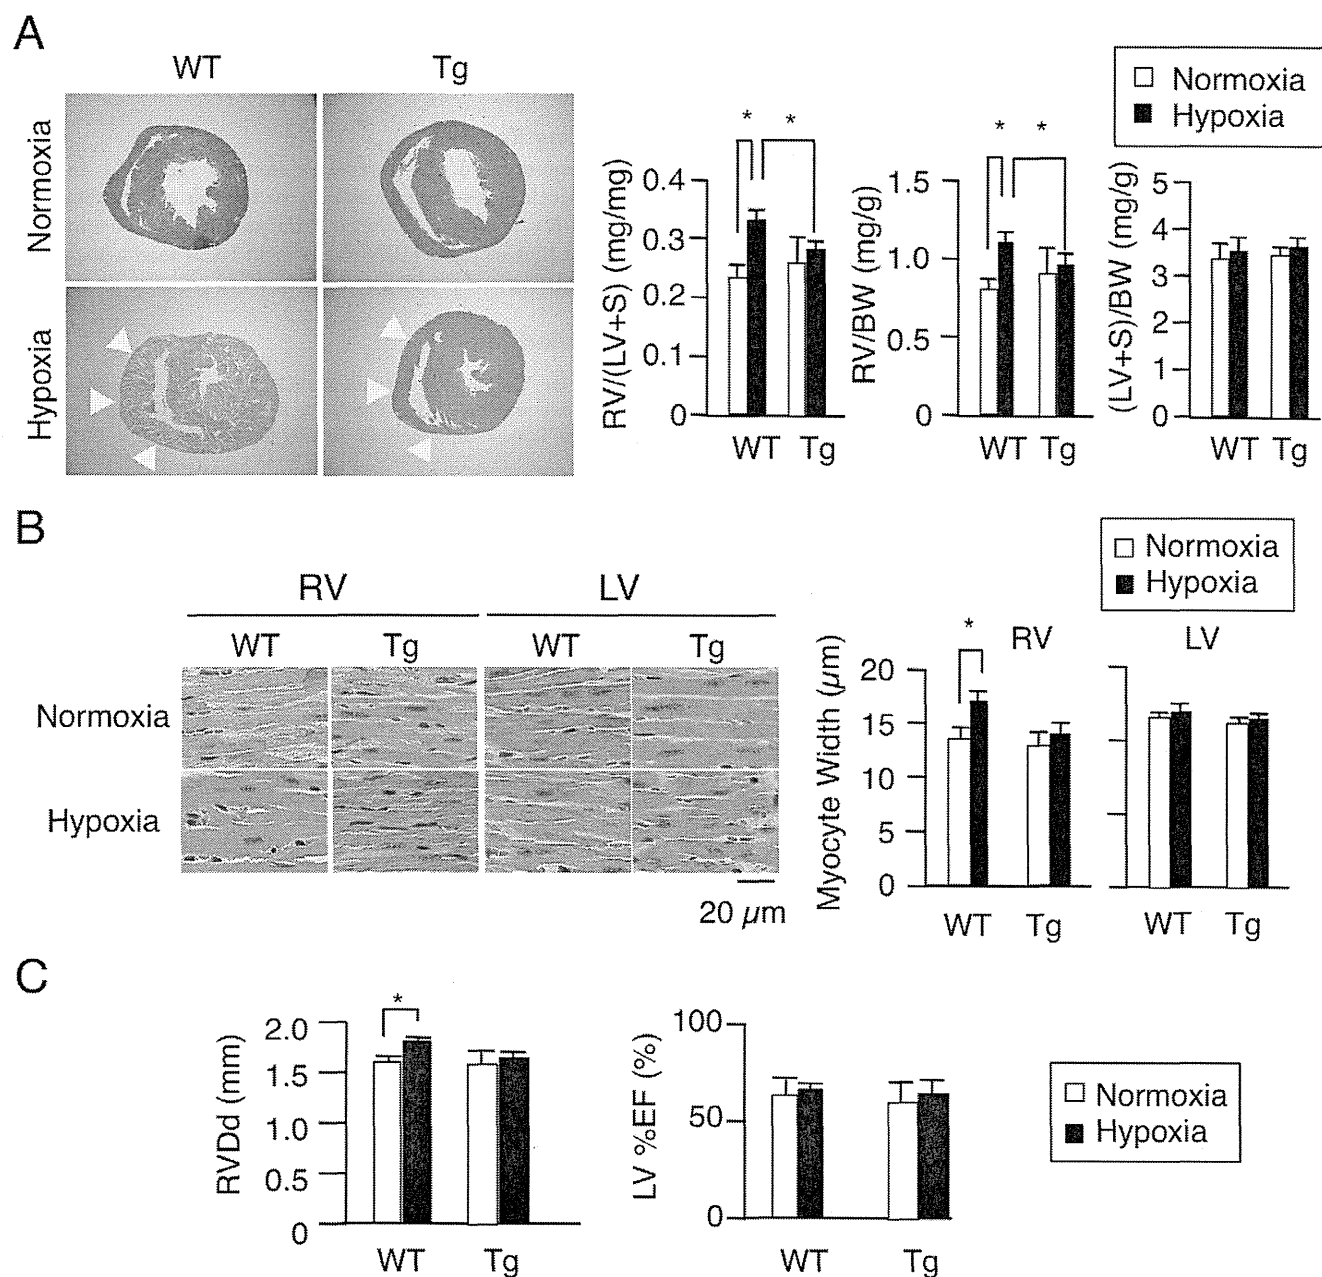 A
WT Tg
Normoxia
Hypoxia
RV/(LV+S) (mg/mg)
0.4
0.3
0.2
0.1
0
* *
WT Tg
RV/BW (mg/g)
1.5
1.0
0.5
0
* *
WT Tg
Normoxia
Hypoxia
(LV+S)/BW (mg/g)
5
4
3
2
1
0
WT Tg
B
RV LV
WT Tg WT Tg
Normoxia
Hypoxia
20 µm
Normoxia
Hypoxia
Myocyte Width (µm)
20
15
10
5
0
*
RV
WT Tg
LV
WT Tg
C
RVDd (mm)
2.0
1.5
1.0
0.5
0
*
WT Tg
LV %EF (%)
100
50
0
WT Tg
Normoxia
Hypoxia